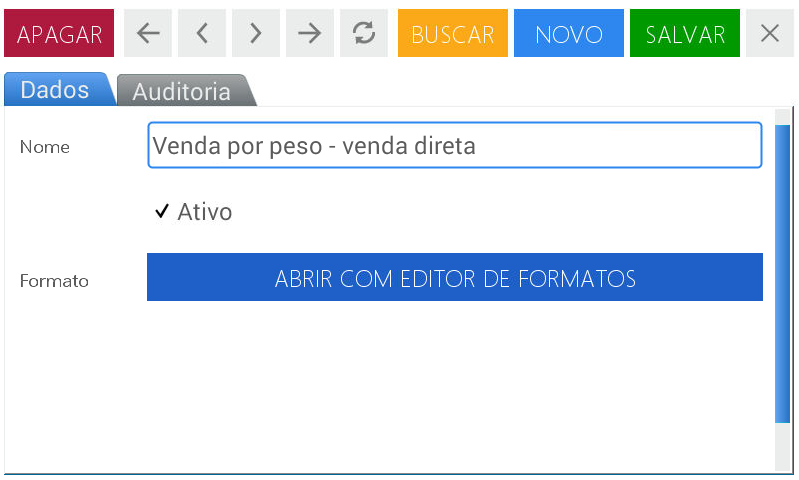 APAGAR BUSCAR NOVO SALVAR
Dados Auditoria
Nome Venda por peso - venda direta
Ativo
Formato ABRIR COM EDITOR DE FORMATOS